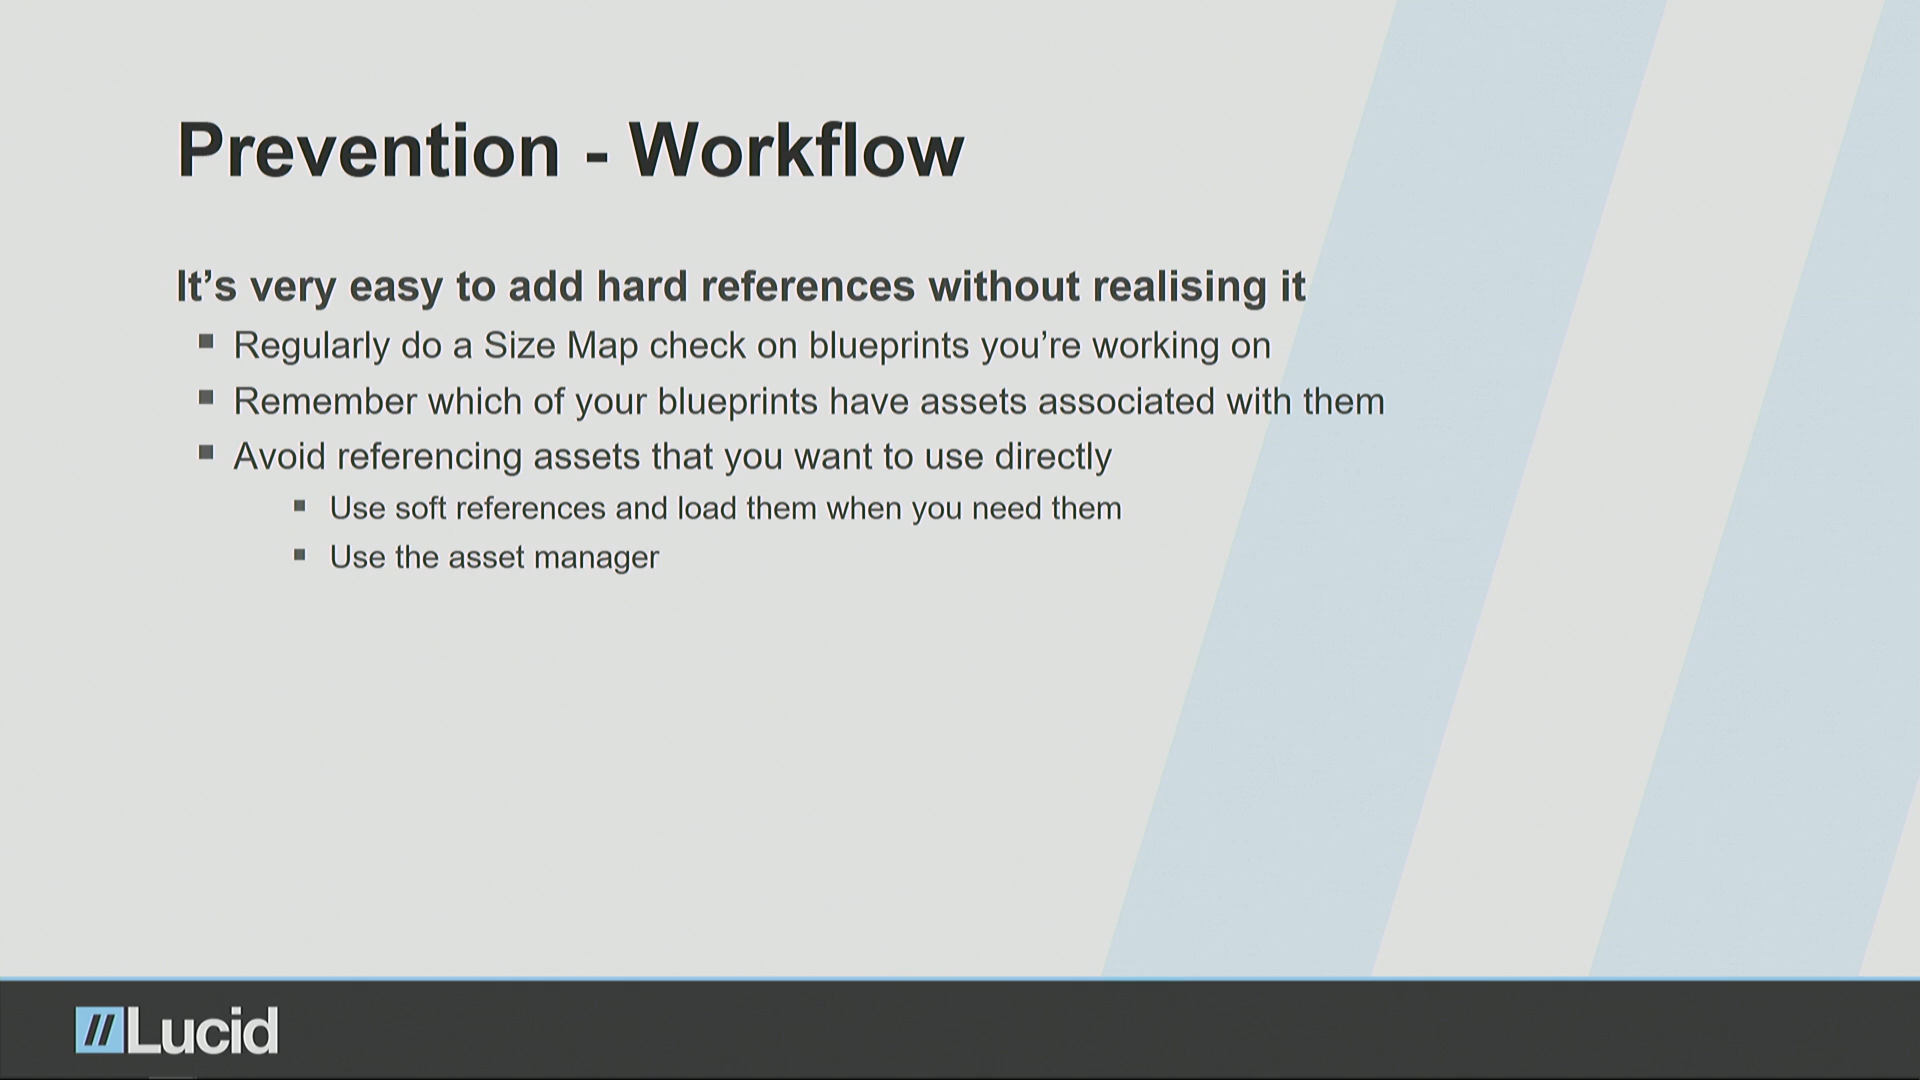 Prevention - Workflow
It’s very easy to add hard references without realising it
Regularly do a Size Map check on blueprints you’re working on
Remember which of your blueprints have assets associated with them
Avoid referencing assets that you want to use directly
Use soft references and load them when you need them
Use the asset manager
//Lucid